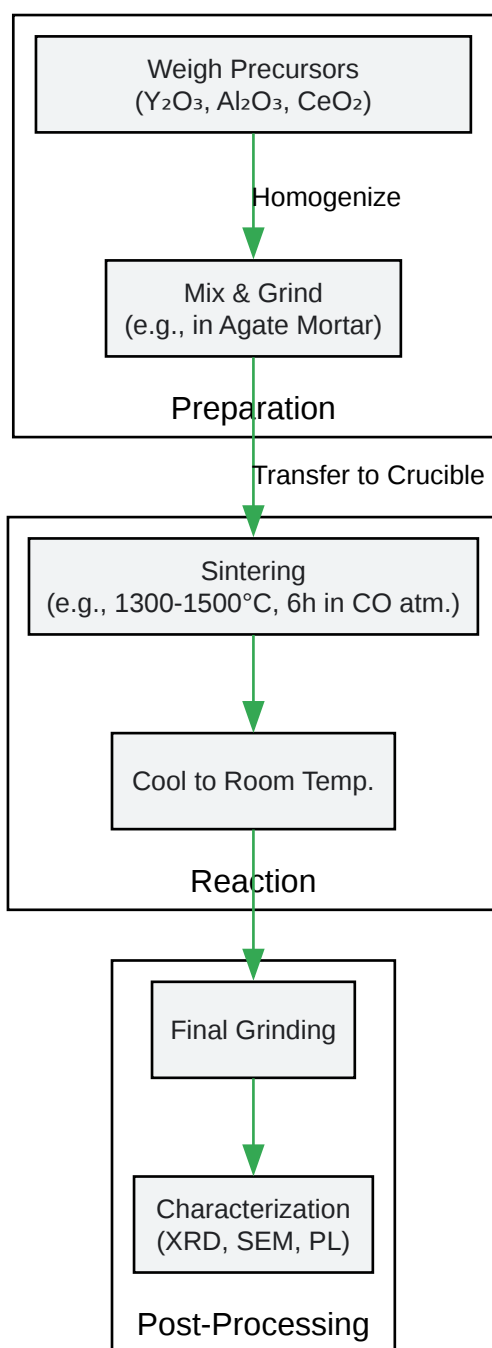 Weigh Precursors
(Y₂O₃, Al₂O₃, CeO₂)
Homogenize
Mix & Grind
(e.g., in Agate Mortar)
Preparation
Transfer to Crucible
Sintering
(e.g., 1300-1500°C, 6h in CO atm.)
Cool to Room Temp.
Reaction
Final Grinding
Characterization
(XRD, SEM, PL)
Post-Processing